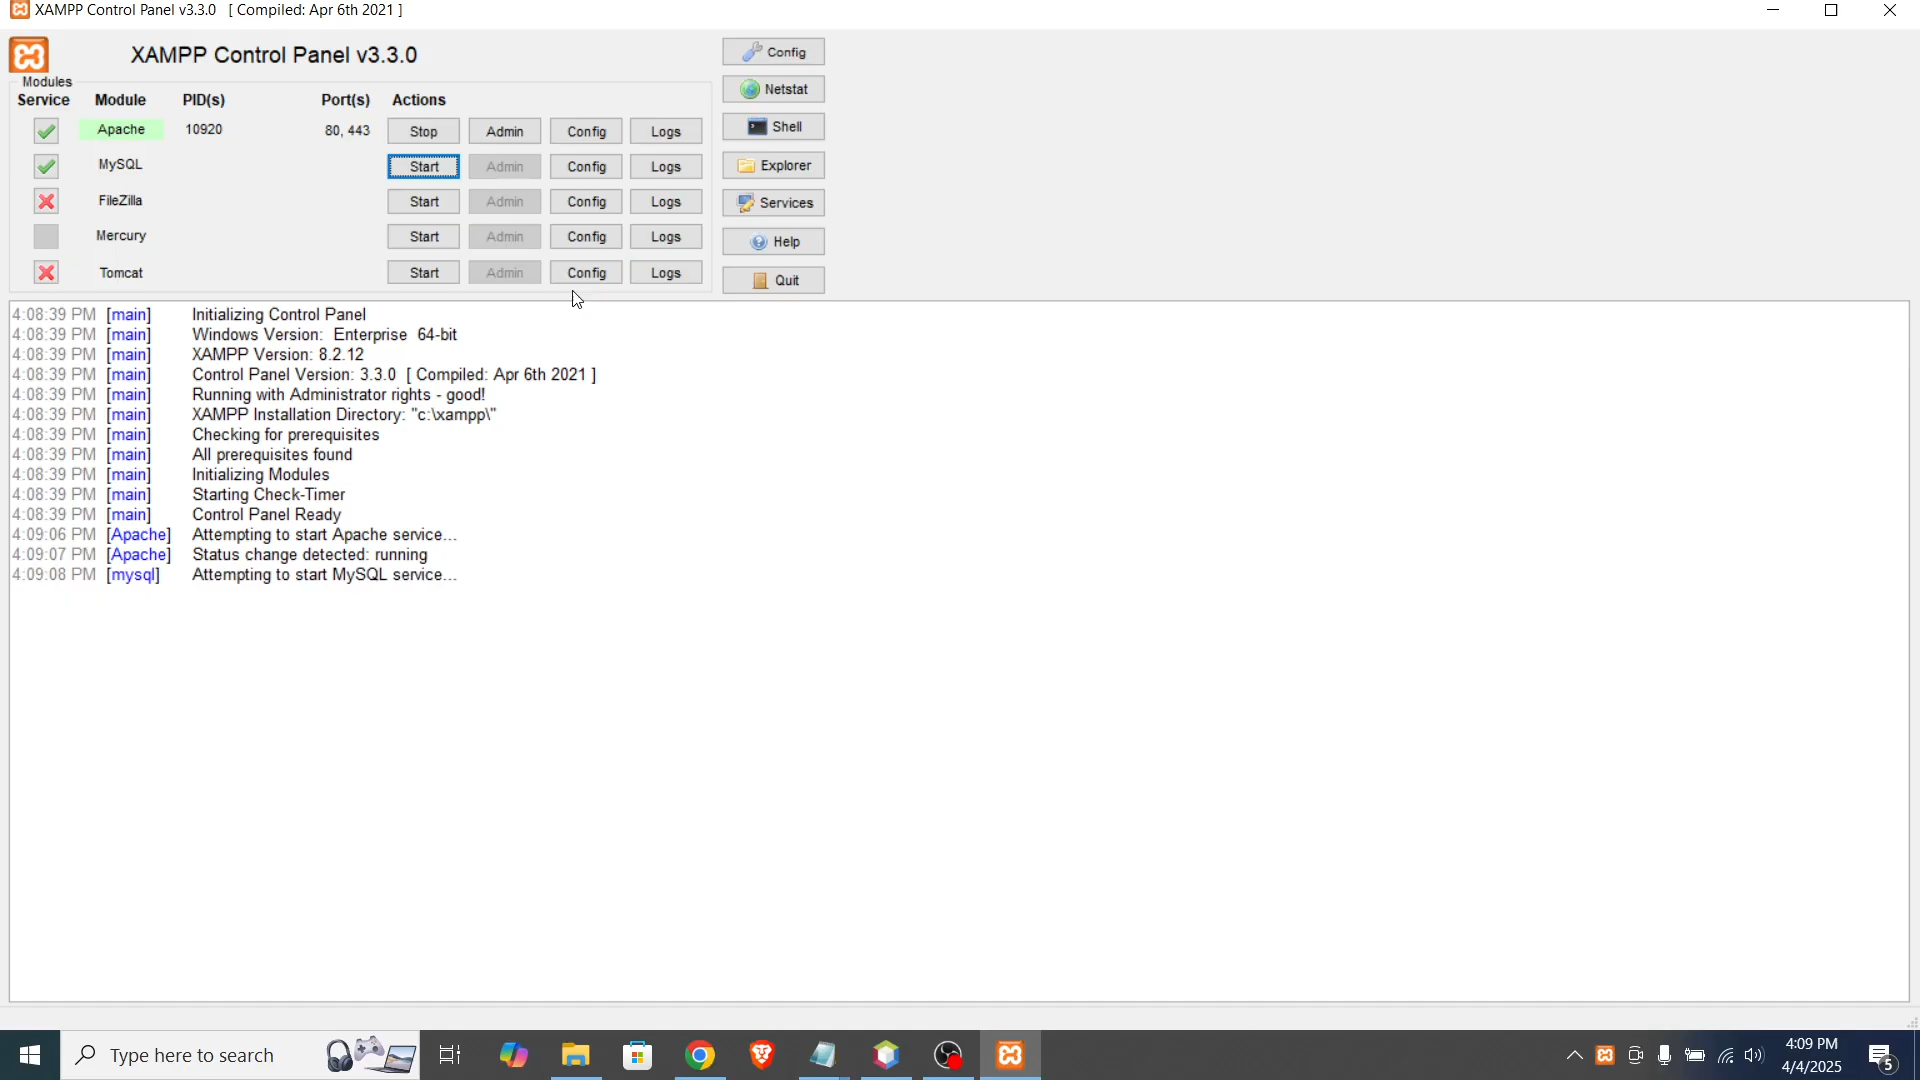 XAMPP Control Panel v3.3.0 [ Compiled: Apr 6th 2021 ]
XAMPP Control Panel v3.3.0
Config
Netstat
Shell
Explorer
Services
Help
Quit
Modules
Service Module PID(s) Port(s) Actions
Apache 10920 80, 443 Stop Admin Config Logs
MySQL Start Admin Config Logs
FileZilla Start Admin Config Logs
Mercury Start Admin Config Logs
Tomcat Start Admin Config Logs
4:08:39 PM [main] Initializing Control Panel
4:08:39 PM [main] Windows Version: Enterprise 64-bit
4:08:39 PM [main] XAMPP Version: 8.2.12
4:08:39 PM [main] Control Panel Version: 3.3.0 [ Compiled: Apr 6th 2021 ]
4:08:39 PM [main] Running with Administrator rights - good!
4:08:39 PM [main] XAMPP Installation Directory: "c:\xampp\"
4:08:39 PM [main] Checking for prerequisites
4:08:39 PM [main] All prerequisites found
4:08:39 PM [main] Initializing Modules
4:08:39 PM [main] Starting Check-Timer
4:08:39 PM [main] Control Panel Ready
4:09:06 PM [Apache] Attempting to start Apache service...
4:09:07 PM [Apache] Status change detected: running
4:09:08 PM [mysql] Attempting to start MySQL service...
Type here to search
4:09 PM
4/4/2025
5